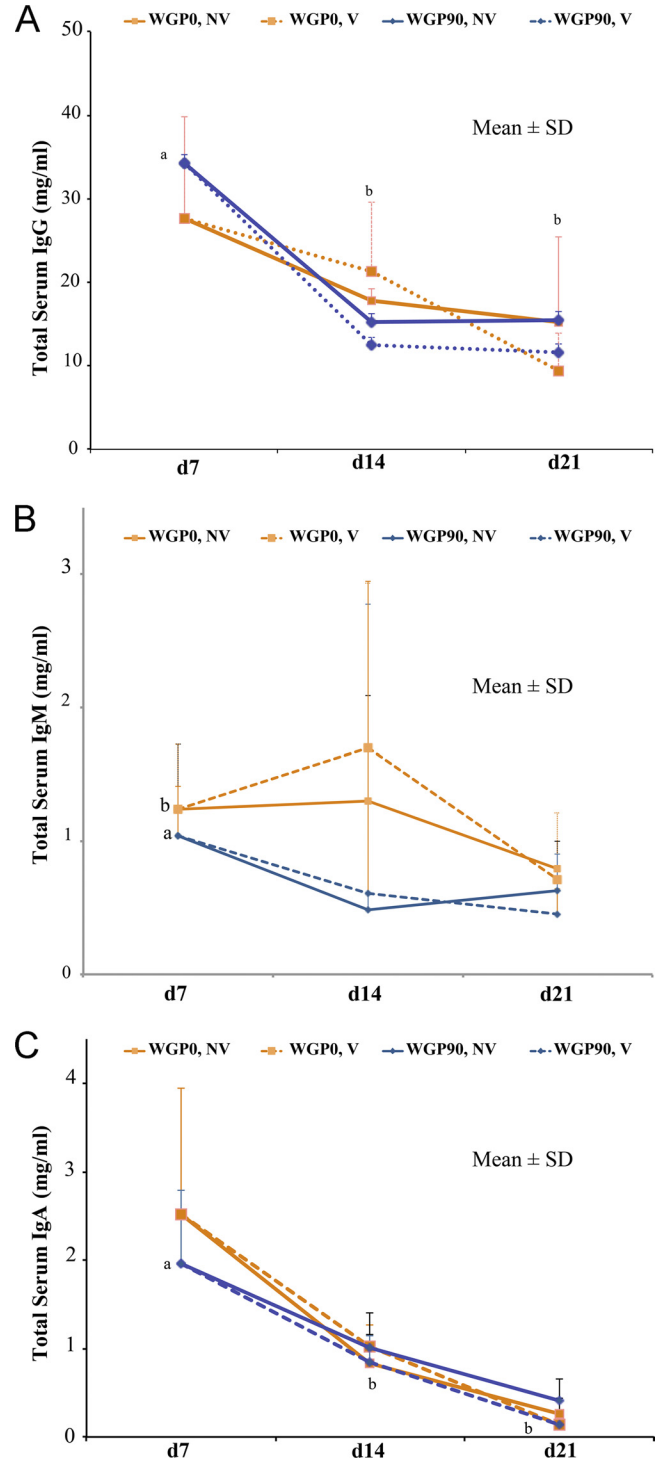 A
WGP0, NV WGP0, V WGP90, NV WGP90, V
50
40
30
20
10
0
Total Serum IgG (mg/ml)
Mean ± SD
a
b
b
d7 d14 d21
B
WGP0, NV WGP0, V WGP90, NV WGP90, V
3
2
1
0
Total Serum IgM (mg/ml)
Mean ± SD
b
a
d7 d14 d21
C
WGP0, NV WGP0, V WGP90, NV WGP90, V
4
3
2
1
0
Total Serum IgA (mg/ml)
Mean ± SD
a
b
b
d7 d14 d21